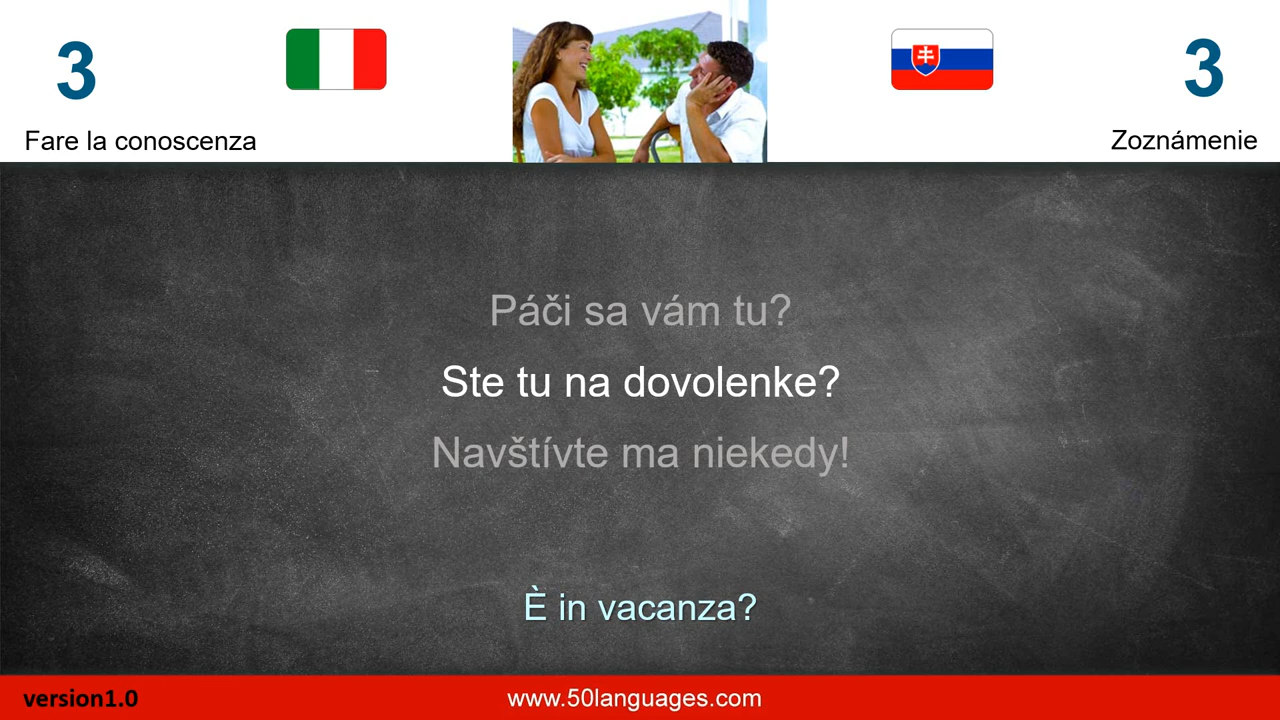 3
3
Fare la conoscenza
Zoznámenie
Páči sa vám tu?
Ste tu na dovolenke?
Navštívte ma niekedy!
È in vacanza?
version1.0
www.50languages.com